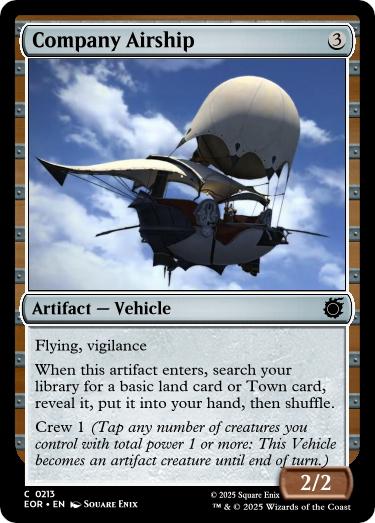 Company Airship 3
Artifact — Vehicle
Flying, vigilance
When this artifact enters, search your
library for a basic land card or Town card,
reveal it, put it into your hand, then shuffle.
Crew 1 (Tap any number of creatures you
control with total power 1 or more: This Vehicle
becomes an artifact creature until end of turn.)
2/2
C 0213
EOR • EN SQUARE ENIX
© 2025 Square Enix
™ & © 2025 Wizards of the Coast